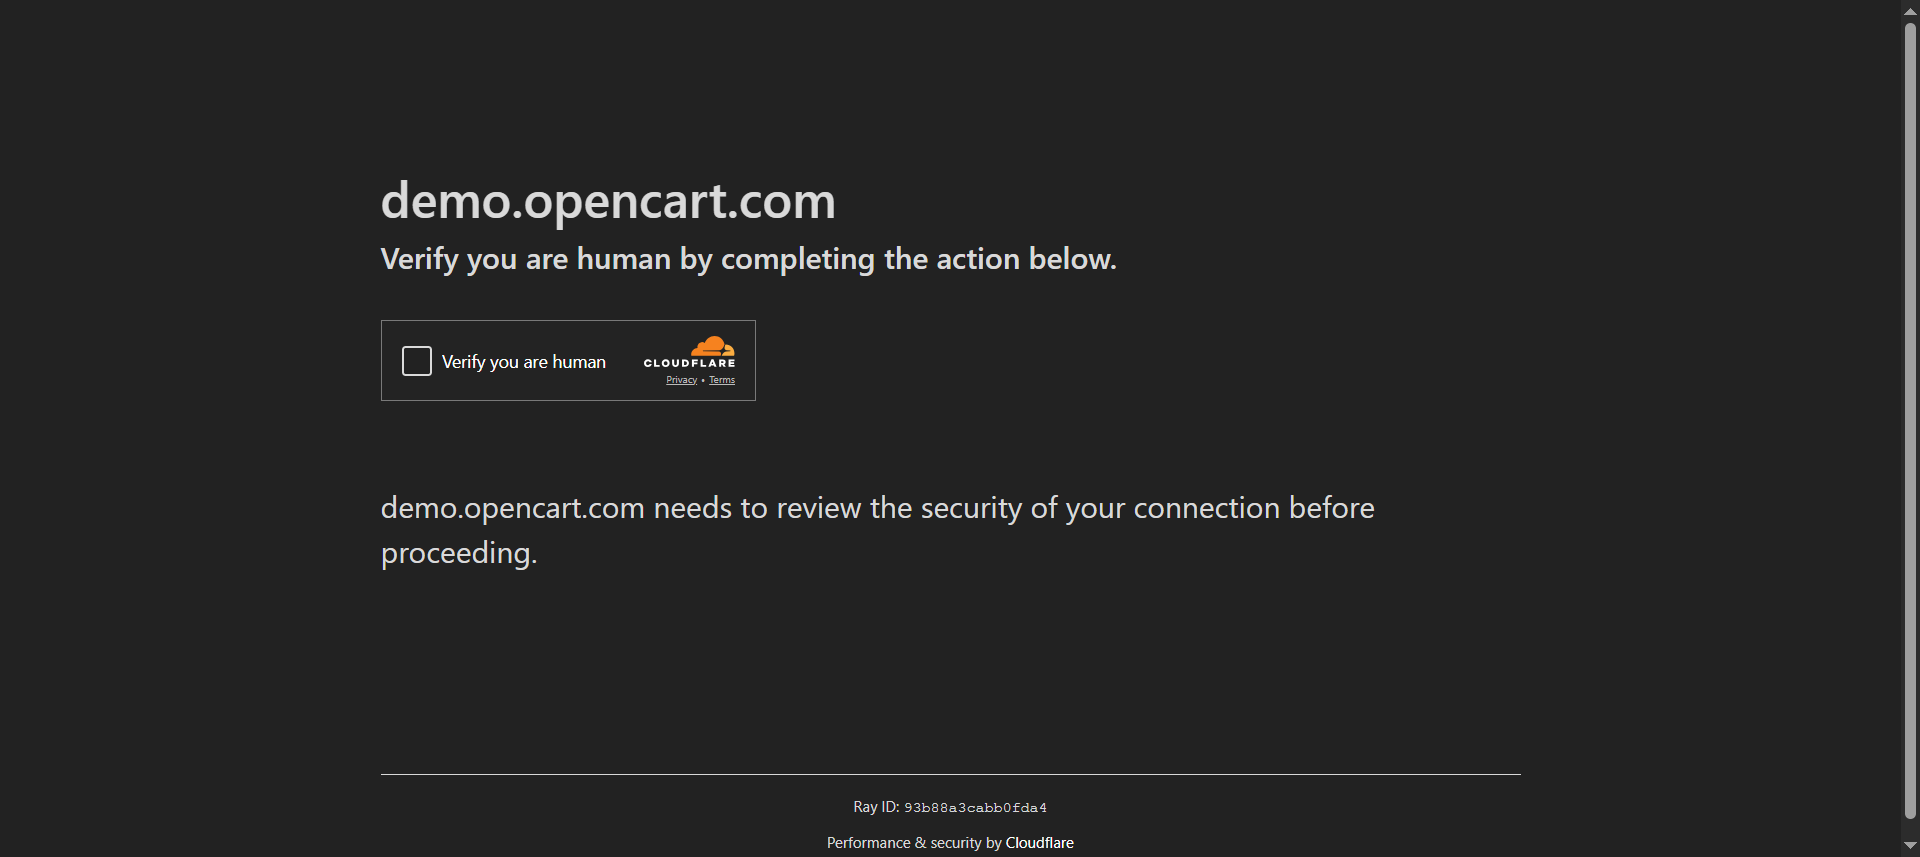 demo.opencart.com
Verify you are human by completing the action below.
Verify you are human
CLOUDFLARE
Privacy • Terms
demo.opencart.com needs to review the security of your connection before
proceeding.
Ray ID: 93b88a3cabb0fda4
Performance & security by Cloudflare